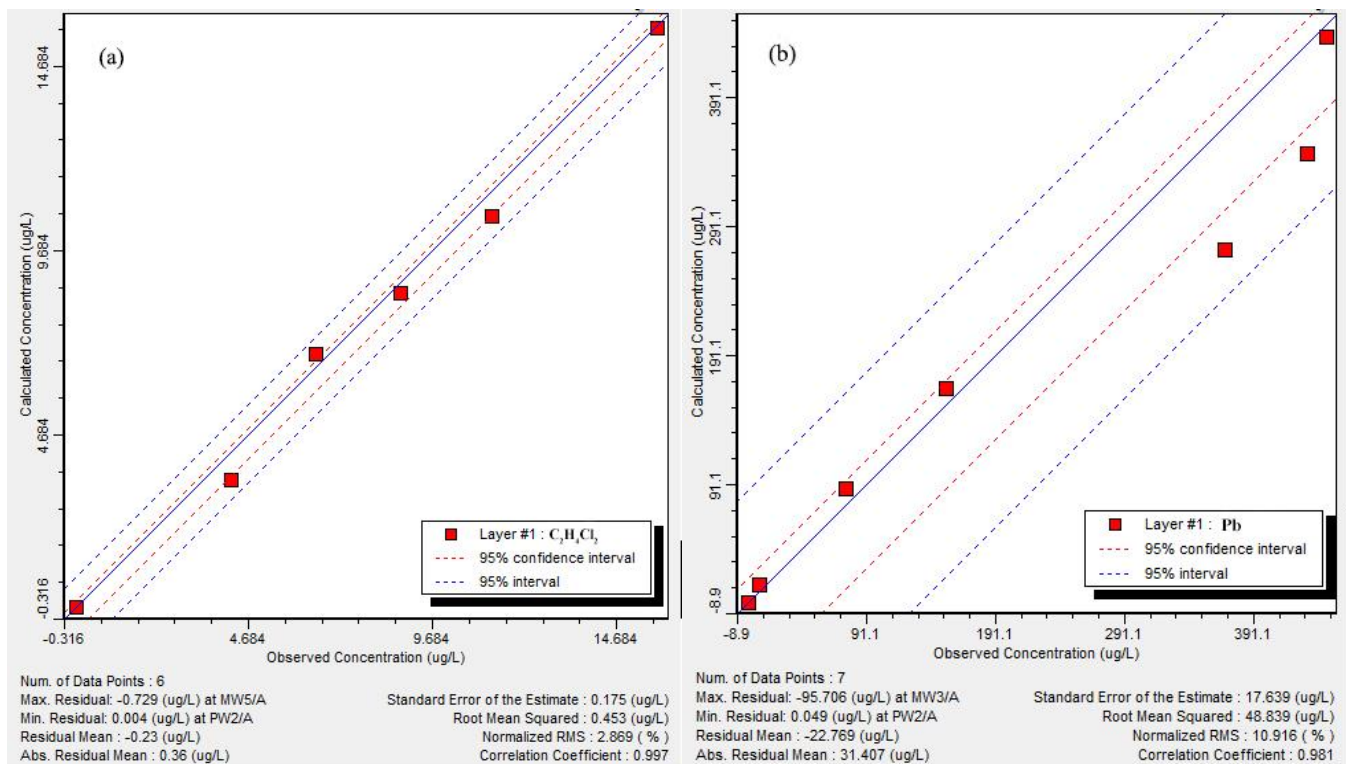 (a)
Calculated Concentration (ug/L)
14.684
9.684
4.684
-0.316
-0.316 4.684 9.684 14.684
Observed Concentration (ug/L)
Layer #1 : C₂H₄Cl₂
95% confidence interval
95% interval
Num. of Data Points : 6
Max. Residual: -0.729 (ug/L) at MW5/A
Min. Residual: 0.004 (ug/L) at PW2/A
Residual Mean : -0.23 (ug/L)
Abs. Residual Mean : 0.36 (ug/L)
Standard Error of the Estimate : 0.175 (ug/L)
Root Mean Squared : 0.453 (ug/L)
Normalized RMS : 2.869 ( % )
Correlation Coefficient : 0.997
(b)
Calculated Concentration (ug/L)
391.1
291.1
191.1
91.1
-8.9
-8.9 91.1 191.1 291.1 391.1
Observed Concentration (ug/L)
Layer #1 : Pb
95% confidence interval
95% interval
Num. of Data Points : 7
Max. Residual: -95.706 (ug/L) at MW3/A
Min. Residual: 0.049 (ug/L) at PW2/A
Residual Mean : -22.769 (ug/L)
Abs. Residual Mean : 31.407 (ug/L)
Standard Error of the Estimate : 17.639 (ug/L)
Root Mean Squared : 48.839 (ug/L)
Normalized RMS : 10.916 ( % )
Correlation Coefficient : 0.981